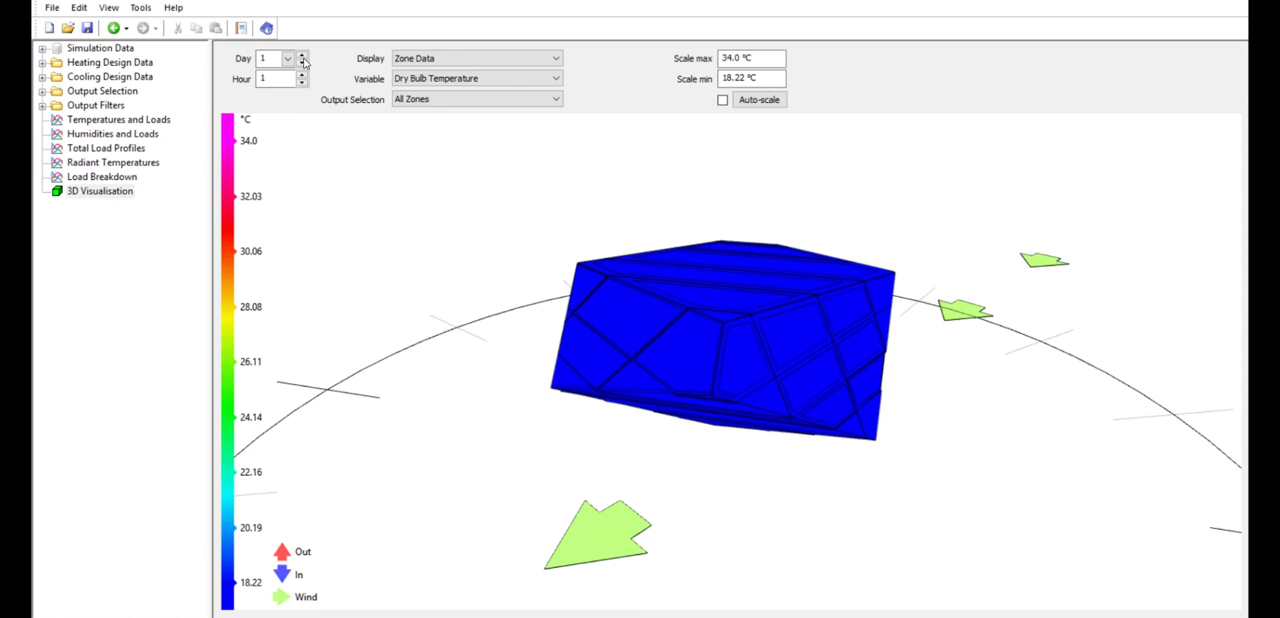 File Edit View Tools Help
Simulation Data
Heating Design Data
Cooling Design Data
Output Selection
Output Filters
Temperatures and Loads
Humidities and Loads
Total Load Profiles
Radiant Temperatures
Load Breakdown
3D Visualisation
Day 1 Display Zone Data Scale max 34.0 °C
Hour 1 Variable Dry Bulb Temperature Scale min 18.22 °C
Output Selection All Zones Auto-scale
°C
34.0
32.03
30.06
28.08
26.11
24.14
22.16
20.19
18.22
Out
In
Wind